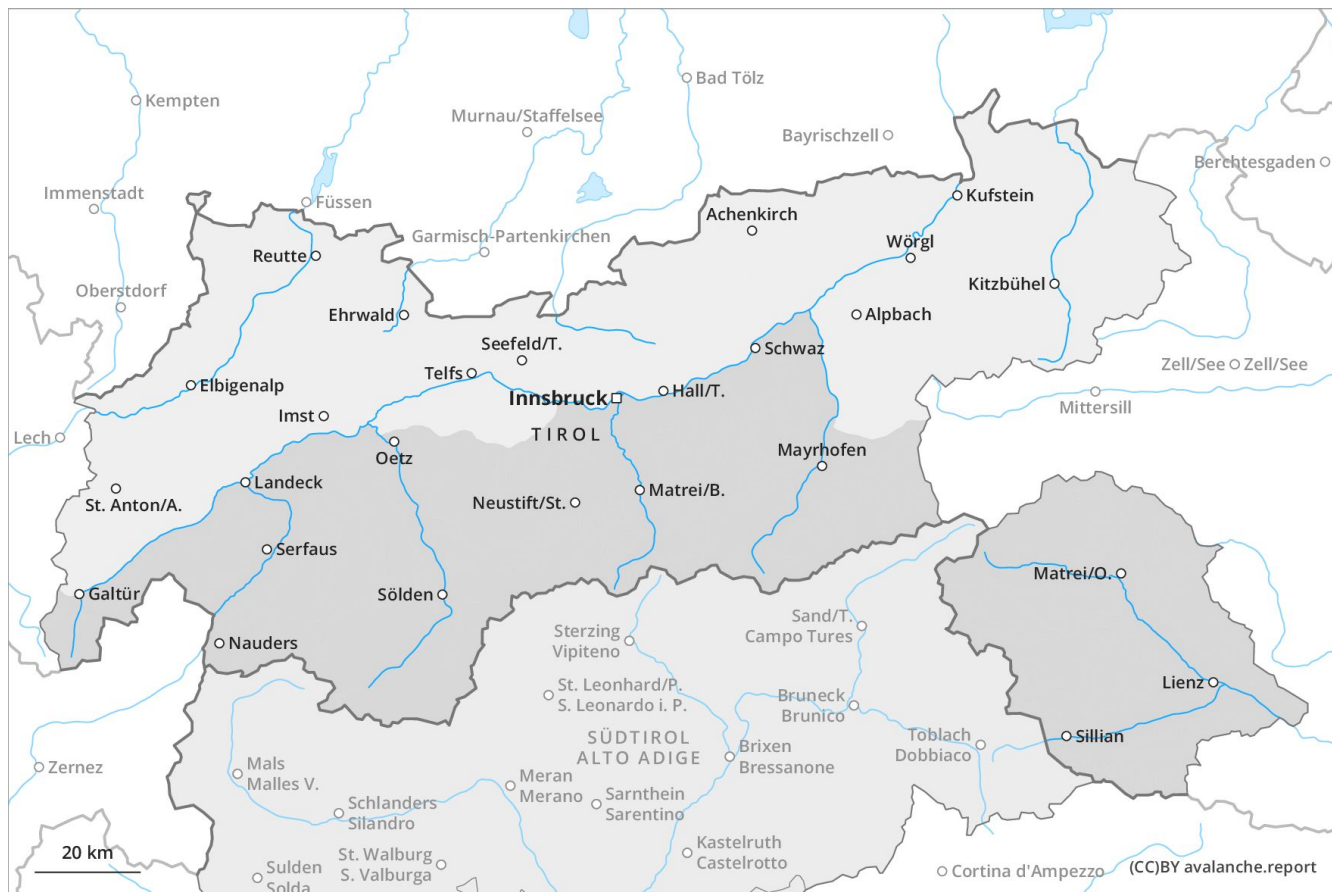 Kempten
Bad Tölz
Murnau/Staffelsee
Bayrischzell
Berchtesgaden
Immenstadt
Füssen
Kufstein
Achenkirch
Garmisch-Partenkirchen
Wörgl
Reutte
Kitzbühel
Oberstdorf
Ehrwald
Alpbach
Seefeld/T.
Schwaz
Telfs
Zell/See
Zell/See
Elbigenalp
Innsbruck
Hall/T.
Mittersill
Imst
Lech
TIROL
Oetz
Mayrhofen
Landeck
Matrei/B.
St. Anton/A.
Neustift/St.
Serfaus
Matrei/O.
Galtür
Sölden
Sand/T.
Campo Tures
Sterzing
Vipiteno
Nauders
Lienz
St. Leonhard/P.
S. Leonardo i. P.
Bruneck
Brunico
SÜDTIROL
ALTO ADIGE
Sillian
Toblach
Dobbiaco
Brixen
Bressanone
Zernez
Mals
Malles V.
Meran
Merano
Sarnthein
Sarentino
Schlanders
Silandro
Kastelruth
Castelrotto
20 km
St. Walburg
S. Valburga
Sulden
Solda
Cortina d'Ampezzo
(CC)BY avalanche.report